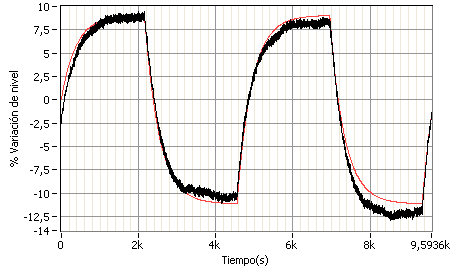 10
7,5
5
2,5
0
-2,5
-5
-7,5
-10
-12,5
-14
% Variación de nivel
0
2k
4k
6k
8k
9,5936k
Tiempo(s)